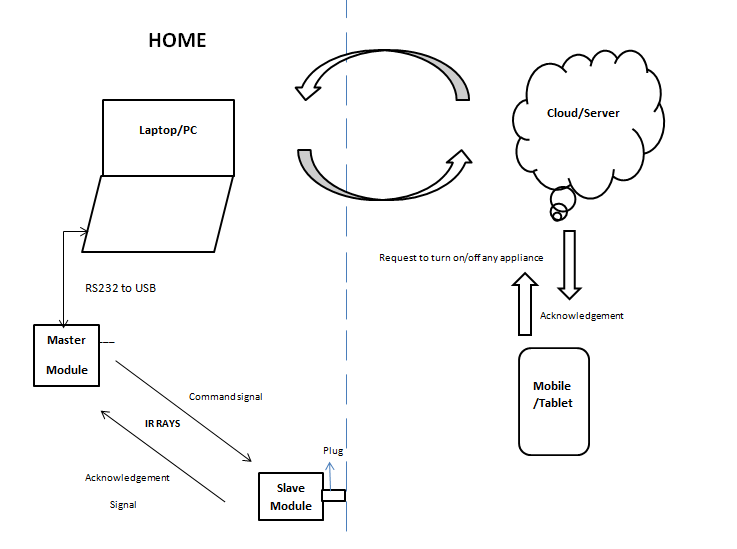 HOME
Laptop/PC
Cloud/Server
Request to turn on/off any appliance
RS232 to USB
Acknowledgement
Master
Module
Mobile
/Tablet
Command signal
IR RAYS
Plug
Acknowledgement
Signal
Slave
Module